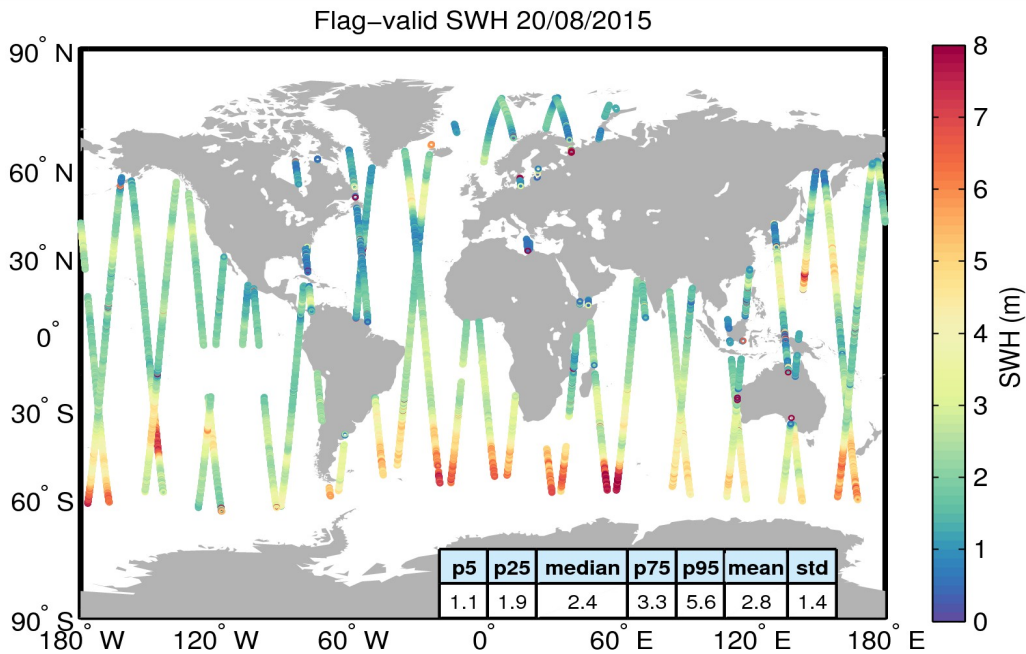 Flag−valid SWH 20/08/2015
90° N
60° N
30° N
0°
30° S
60° S
90° S
180° W
120° W
60° W
0°
60° E
120° E
180° E
p5 p25 median p75 p95 mean std
1.1 1.9 2.4 3.3 5.6 2.8 1.4
8
7
6
5
4
3
2
1
0
SWH (m)